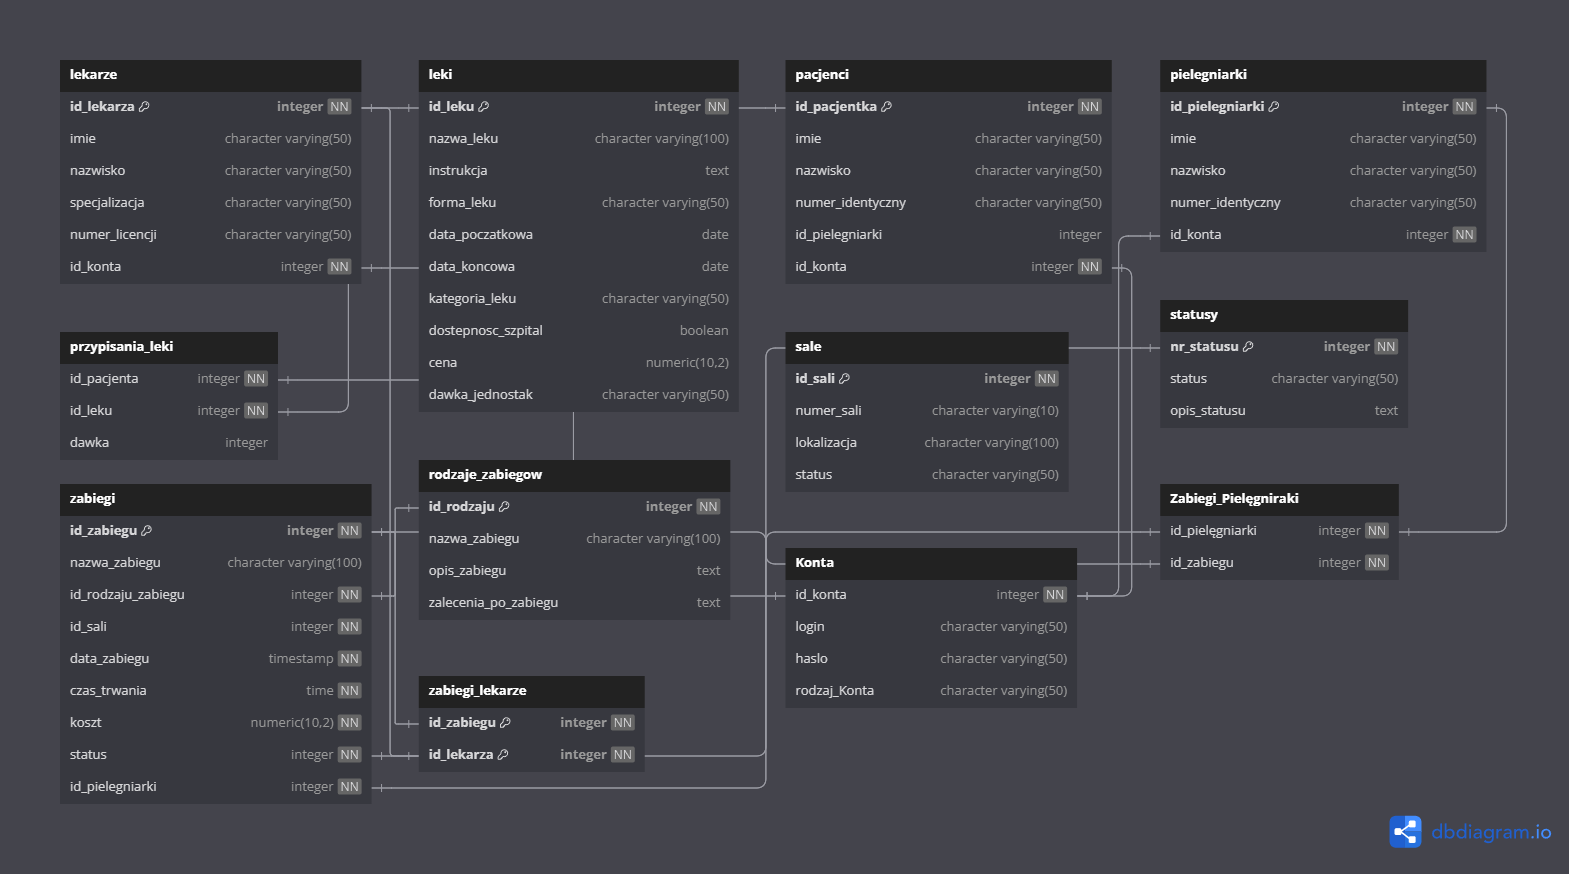 lekarze
id_lekarza integer NN
imie character varying(50)
nazwisko character varying(50)
specjalizacja character varying(50)
numer_licencji character varying(50)
id_konta integer NN
leki
id_leku integer NN
nazwa_leku character varying(100)
instrukcja text
forma_leku character varying(50)
data_poczatkowa date
data_koncowa date
kategoria_leku character varying(50)
dostepnosc_szpital boolean
cena numeric(10,2)
dawka_jednostak character varying(50)
pacjenci
id_pacjentka integer NN
imie character varying(50)
nazwisko character varying(50)
numer_identyczny character varying(50)
id_pielegniarki integer
id_konta integer NN
pielegniarki
id_pielegniarki integer NN
imie character varying(50)
nazwisko character varying(50)
numer_identyczny character varying(50)
id_konta integer NN
przypisania_leki
id_pacjenta integer NN
id_leku integer NN
dawka integer
sale
id_sali integer NN
numer_sali character varying(10)
lokalizacja character varying(100)
status character varying(50)
statusy
nr_statusu integer NN
status character varying(50)
opis_statusu text
zabiegi
id_zabiegu integer NN
nazwa_zabiegu character varying(100)
id_rodzaju_zabiegu integer NN
id_sali integer NN
data_zabiegu timestamp NN
czas_trwania time NN
koszt numeric(10,2) NN
status integer NN
id_pielegniarki integer NN
rodzaje_zabiegow
id_rodzaju integer NN
nazwa_zabiegu character varying(100)
opis_zabiegu text
zalecenia_po_zabiegu text
zabiegi_lekarze
id_zabiegu integer NN
id_lekarza integer NN
Konta
id_konta integer NN
login character varying(50)
haslo character varying(50)
rodzaj_Konta character varying(50)
Zabiegi_Pielęgniraki
id_pielęgniarki integer NN
id_zabiegu integer NN
dbdiagram.io